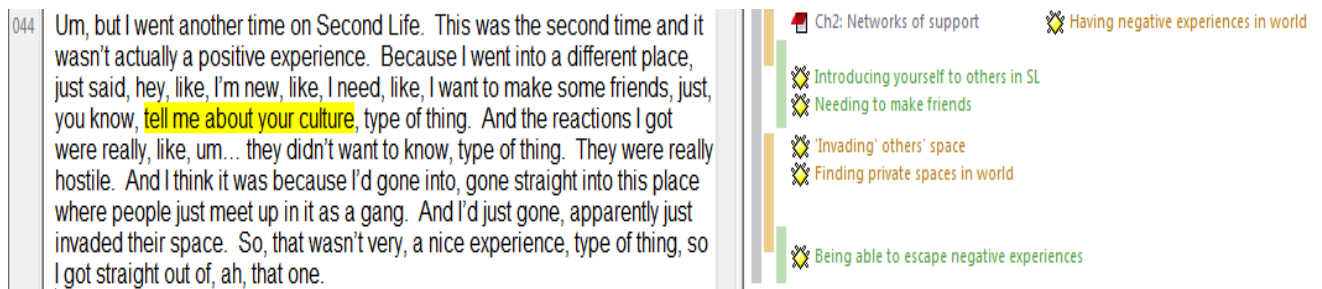 044
Um, but I went another time on Second Life. This was the second time and it
wasn't actually a positive experience. Because I went into a different place,
just said, hey, like, I'm new, like, I need, like, I want to make some friends, just,
you know, tell me about your culture, type of thing. And the reactions I got
were really, like, um... they didn't want to know, type of thing. They were really
hostile. And I think it was because I'd gone into, gone straight into this place
where people just meet up in it as a gang. And I'd just gone, apparently just
invaded their space. So, that wasn't very, a nice experience, type of thing, so
I got straight out of, ah, that one.
Ch2: Networks of support
Having negative experiences in world
Introducing yourself to others in SL
Needing to make friends
'Invading' others' space
Finding private spaces in world
Being able to escape negative experiences